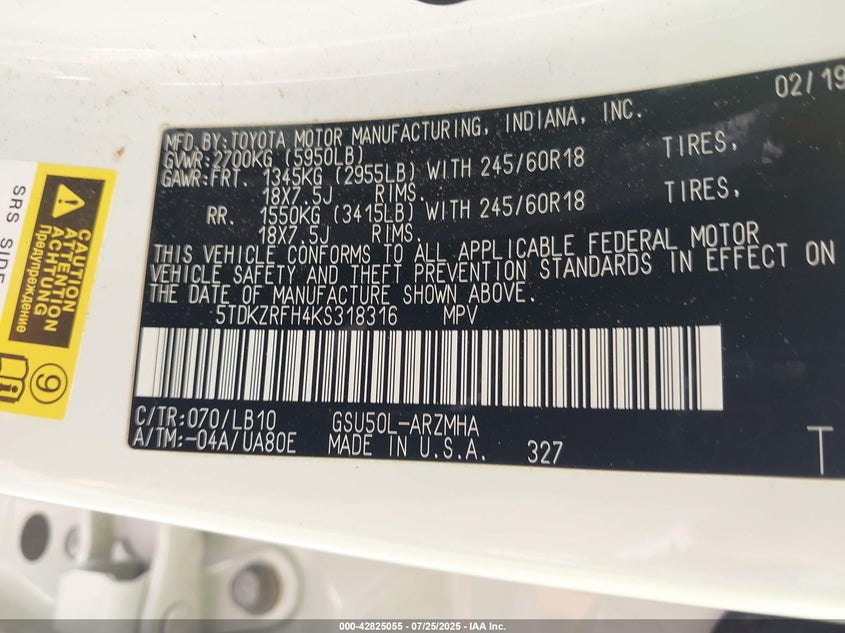 02/19
MFD.BY:TOYOTA MOTOR MANUFACTURING, INDIANA, INC.
GVWR:2700KG (5950LB)
GAWR:FRT. 1345KG (2955LB) WITH 245/60R18 TIRES,
18X7.5J RIMS.
RR. 1550KG (3415LB) WITH 245/60R18 TIRES,
18X7.5J RIMS.
THIS VEHICLE CONFORMS TO ALL APPLICABLE FEDERAL MOTOR
VEHICLE SAFETY AND THEFT PREVENTION STANDARDS IN EFFECT ON
THE DATE OF MANUFACTURE SHOWN ABOVE.
5TDKZRFH4KS318316 MPV
C/TR:070/LB10 GSU50L-ARZMHA
A/TM:-04A/UA80E MADE IN U.S.A. 327
T
SRS SIDE
CAUTION
ATTENTION
ACHTUNG
Предупреждение
9
000-42825055 - 07/25/2025 - IAA Inc.